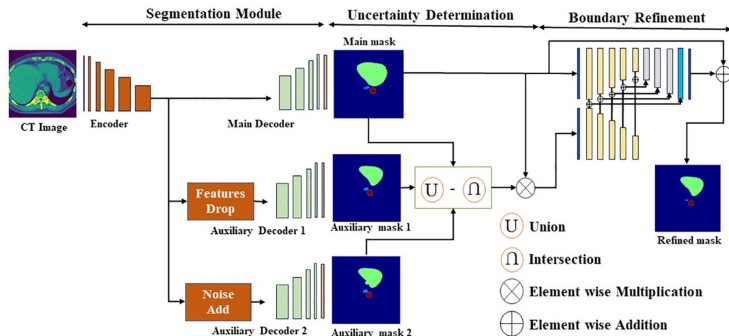 Segmentation Module
Uncertainty Determination
Boundary Refinement
Main mask
CT Image
Encoder
Main Decoder
Features
Drop
Auxiliary Decoder 1
Auxiliary mask 1
U - ∩
Refined mask
U Union
∩ Intersection
Element wise Multiplication
Element wise Addition
Noise
Add
Auxiliary Decoder 2
Auxiliary mask 2